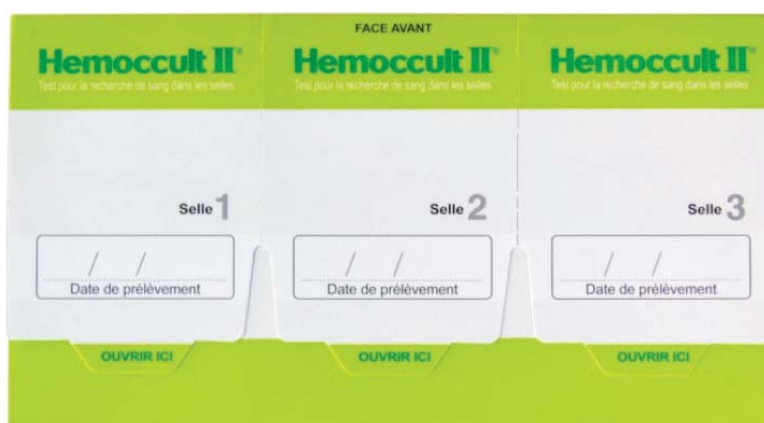 FACE AVANT
Hemoccult II® Hemoccult II® Hemoccult II®
Test pour la recherche de sang dans les selles Test pour la recherche de sang dans les selles Test pour la recherche de sang dans les selles
Selle 1 Selle 2 Selle 3
/ / / / / /
Date de prélèvement Date de prélèvement Date de prélèvement
OUVRIR ICI OUVRIR ICI OUVRIR ICI